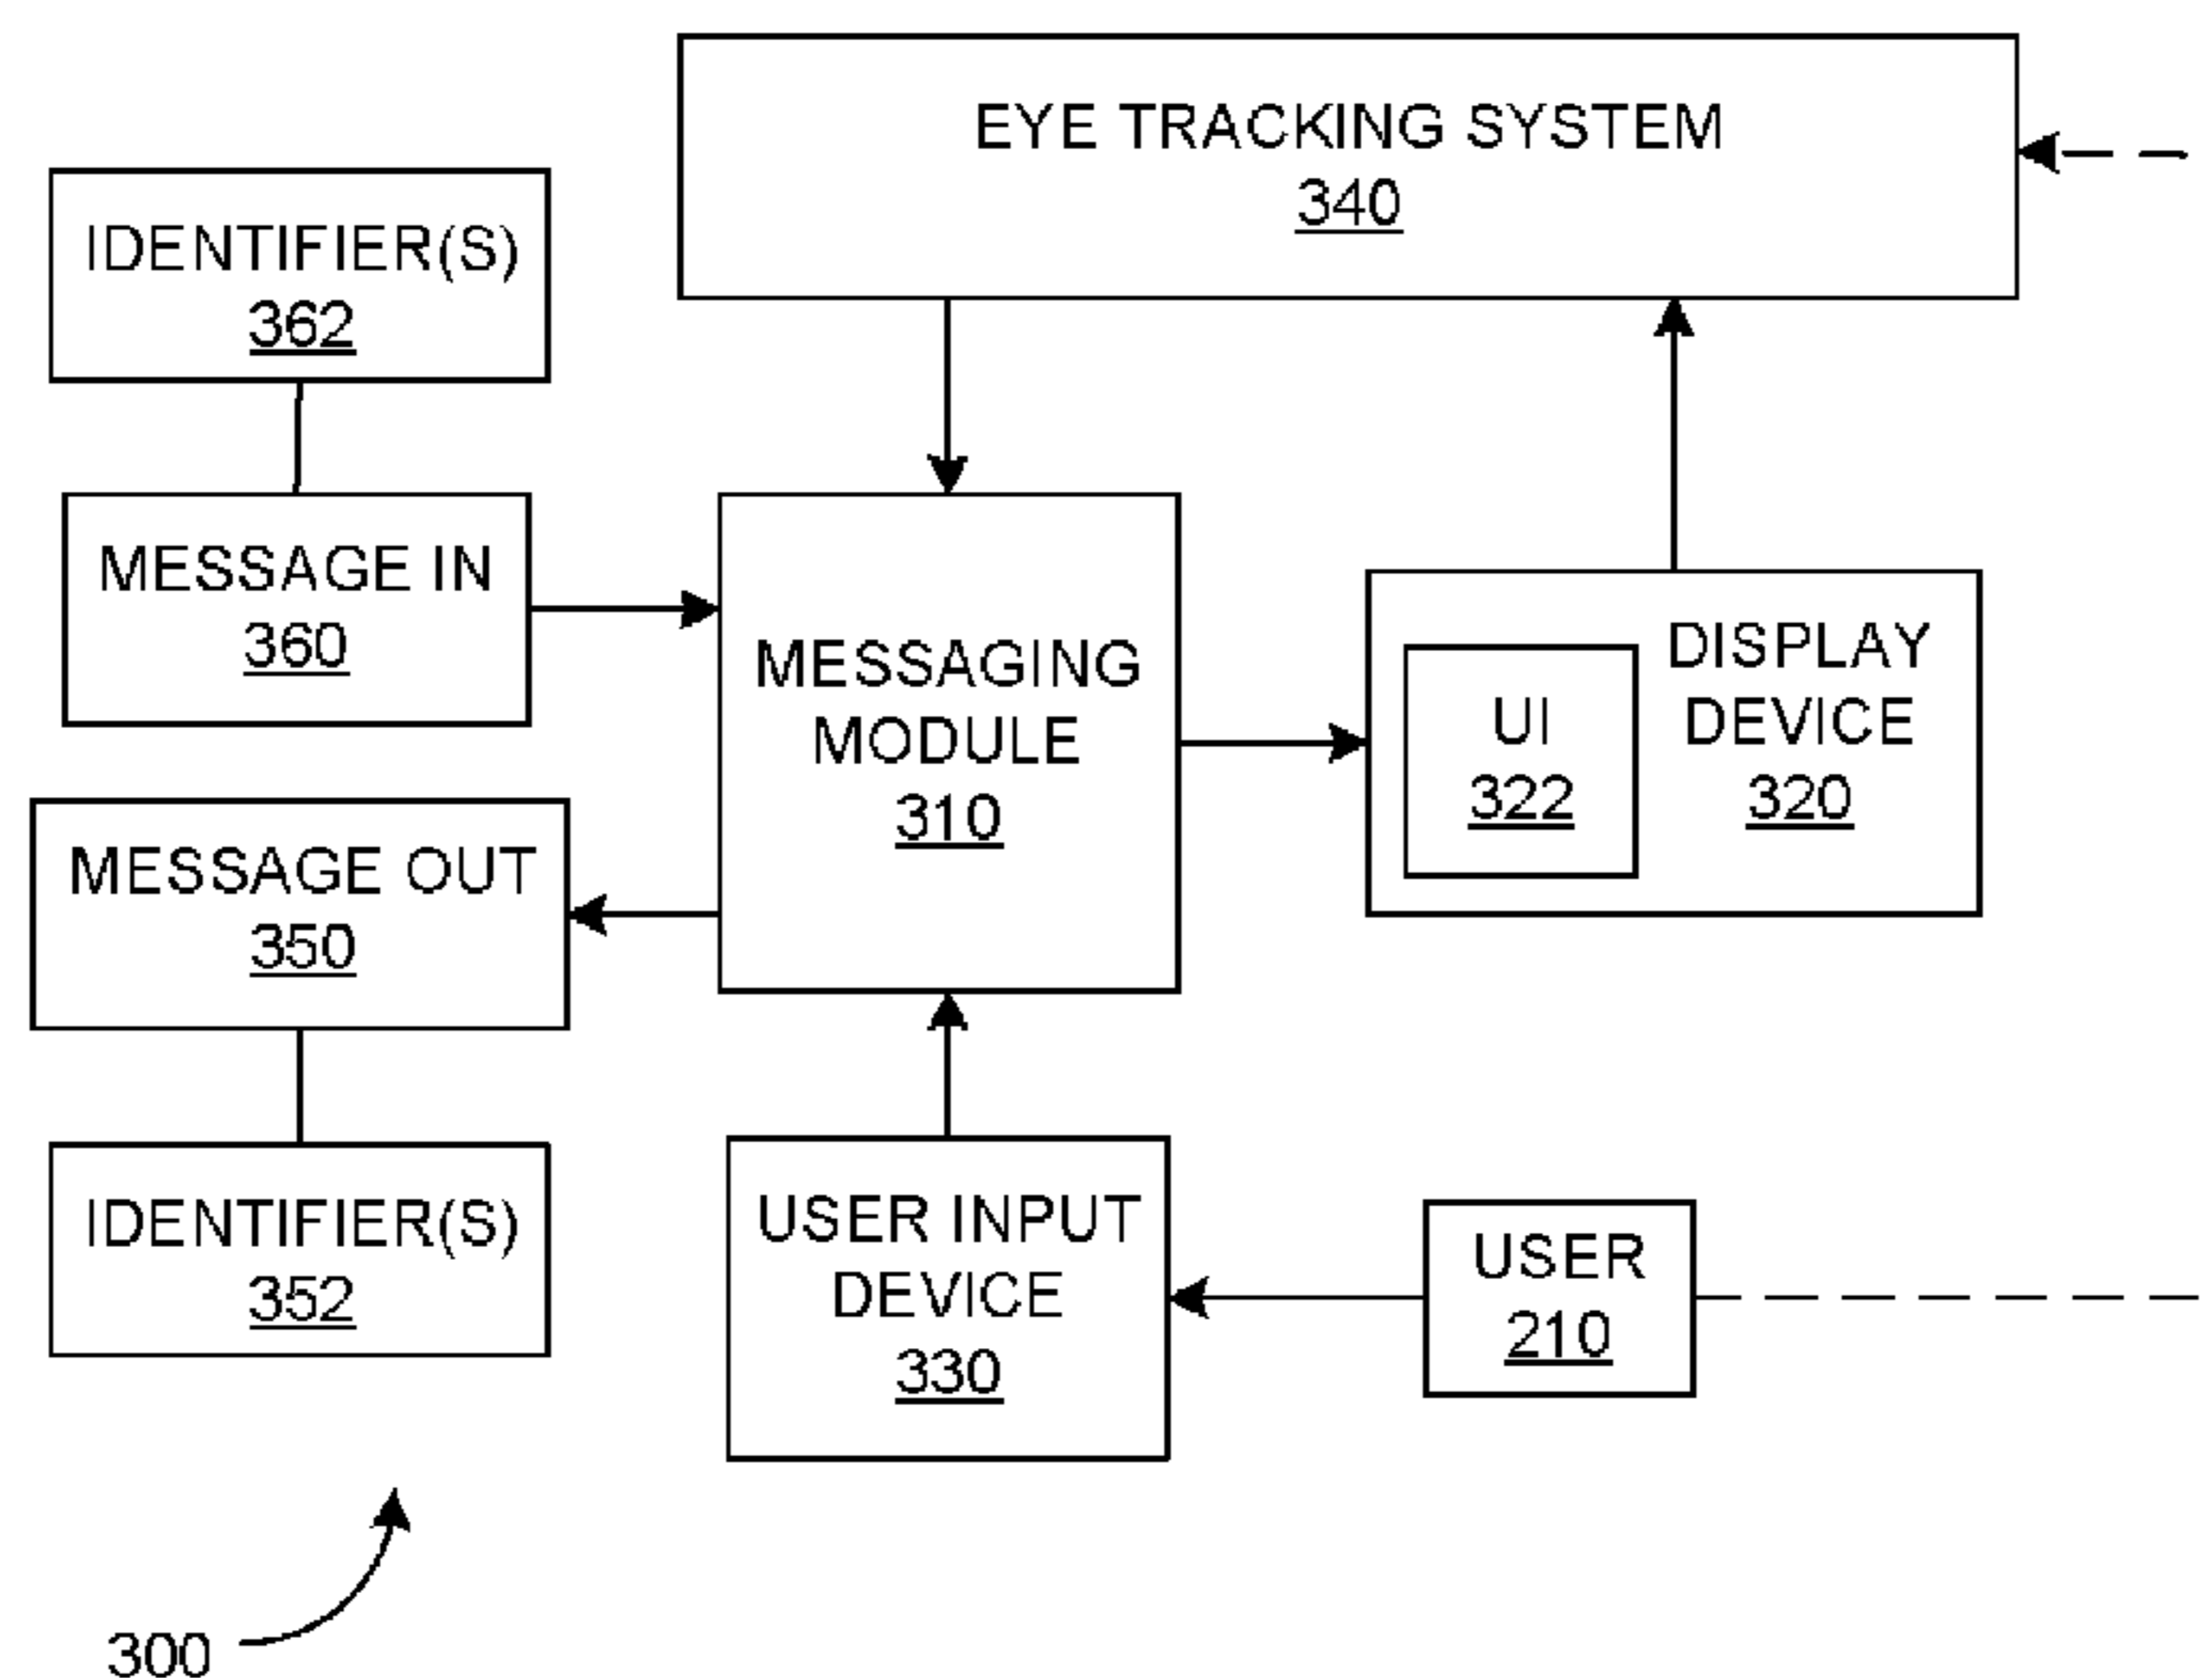 EYE TRACKING SYSTEM
340
IDENTIFIER(S)
362
MESSAGE IN
360
MESSAGING
MODULE
310
UI
322
DISPLAY
DEVICE
320
MESSAGE OUT
350
IDENTIFIER(S)
352
USER INPUT
DEVICE
330
USER
210
300